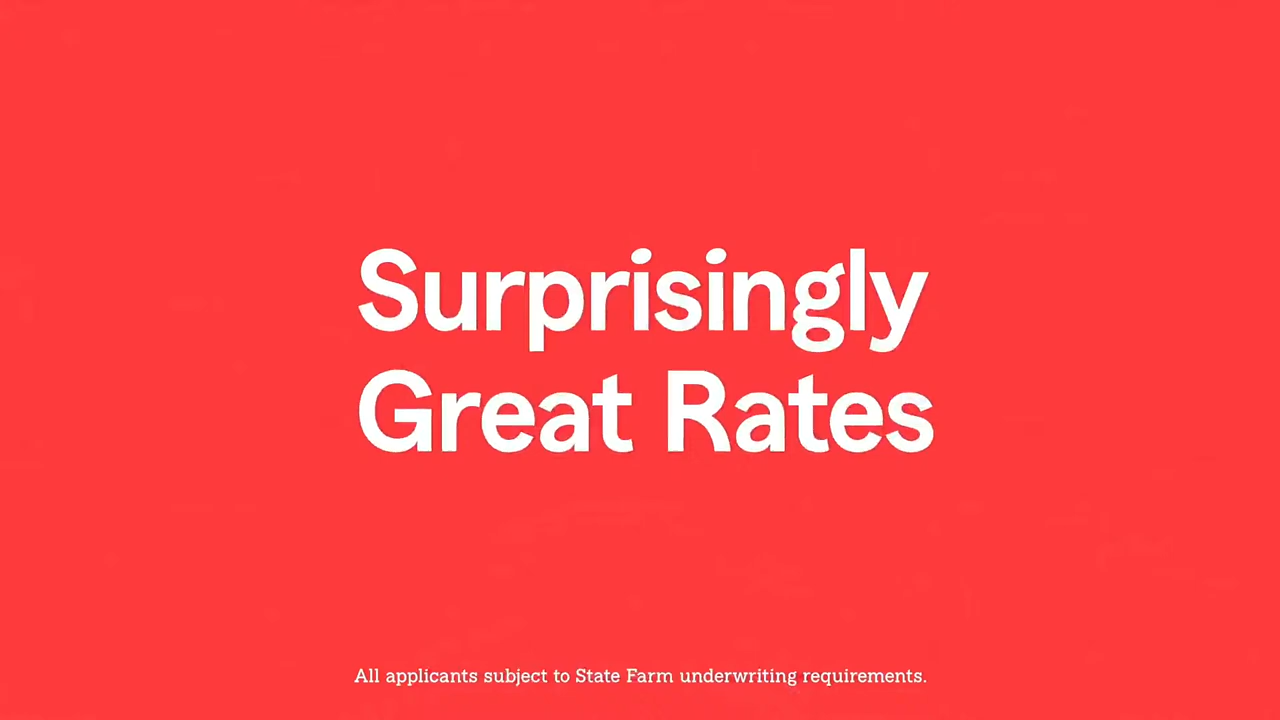 Surprisingly
Great Rates
All applicants subject to State Farm underwriting requirements.